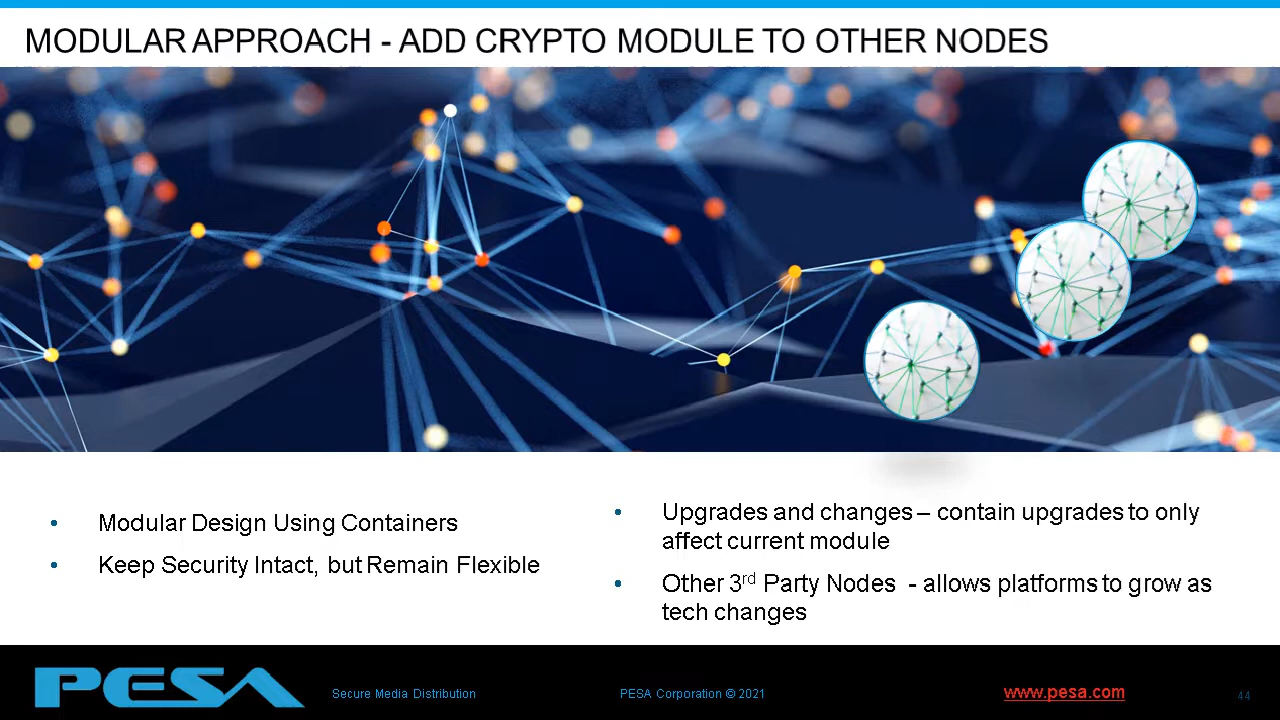 MODULAR APPROACH - ADD CRYPTO MODULE TO OTHER NODES
• Modular Design Using Containers
• Keep Security Intact, but Remain Flexible
• Upgrades and changes – contain upgrades to only
affect current module
• Other 3rd Party Nodes - allows platforms to grow as
tech changes
PESA
Secure Media Distribution
PESA Corporation © 2021
www.pesa.com
44